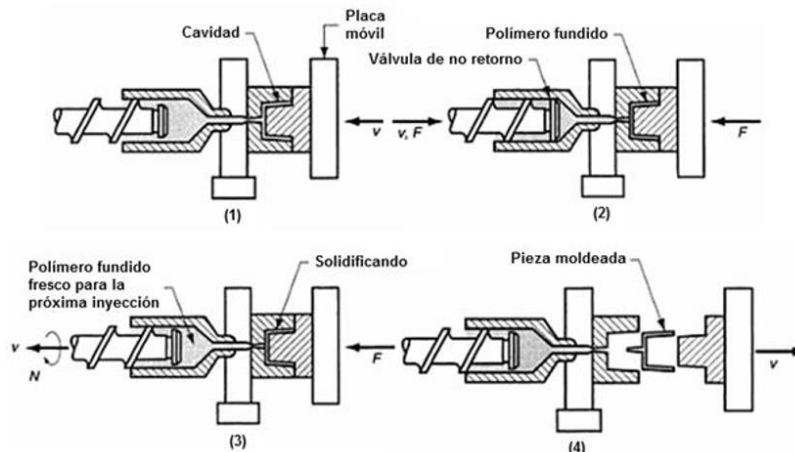 Placa
móvil
Cavidad
v
(1)
Polímero fundido
Válvula de no retorno
v, F
F
(2)
Polímero fundido
fresco para la
próxima inyección
Solidificando
v
N
F
(3)
Pieza moldeada
v
(4)